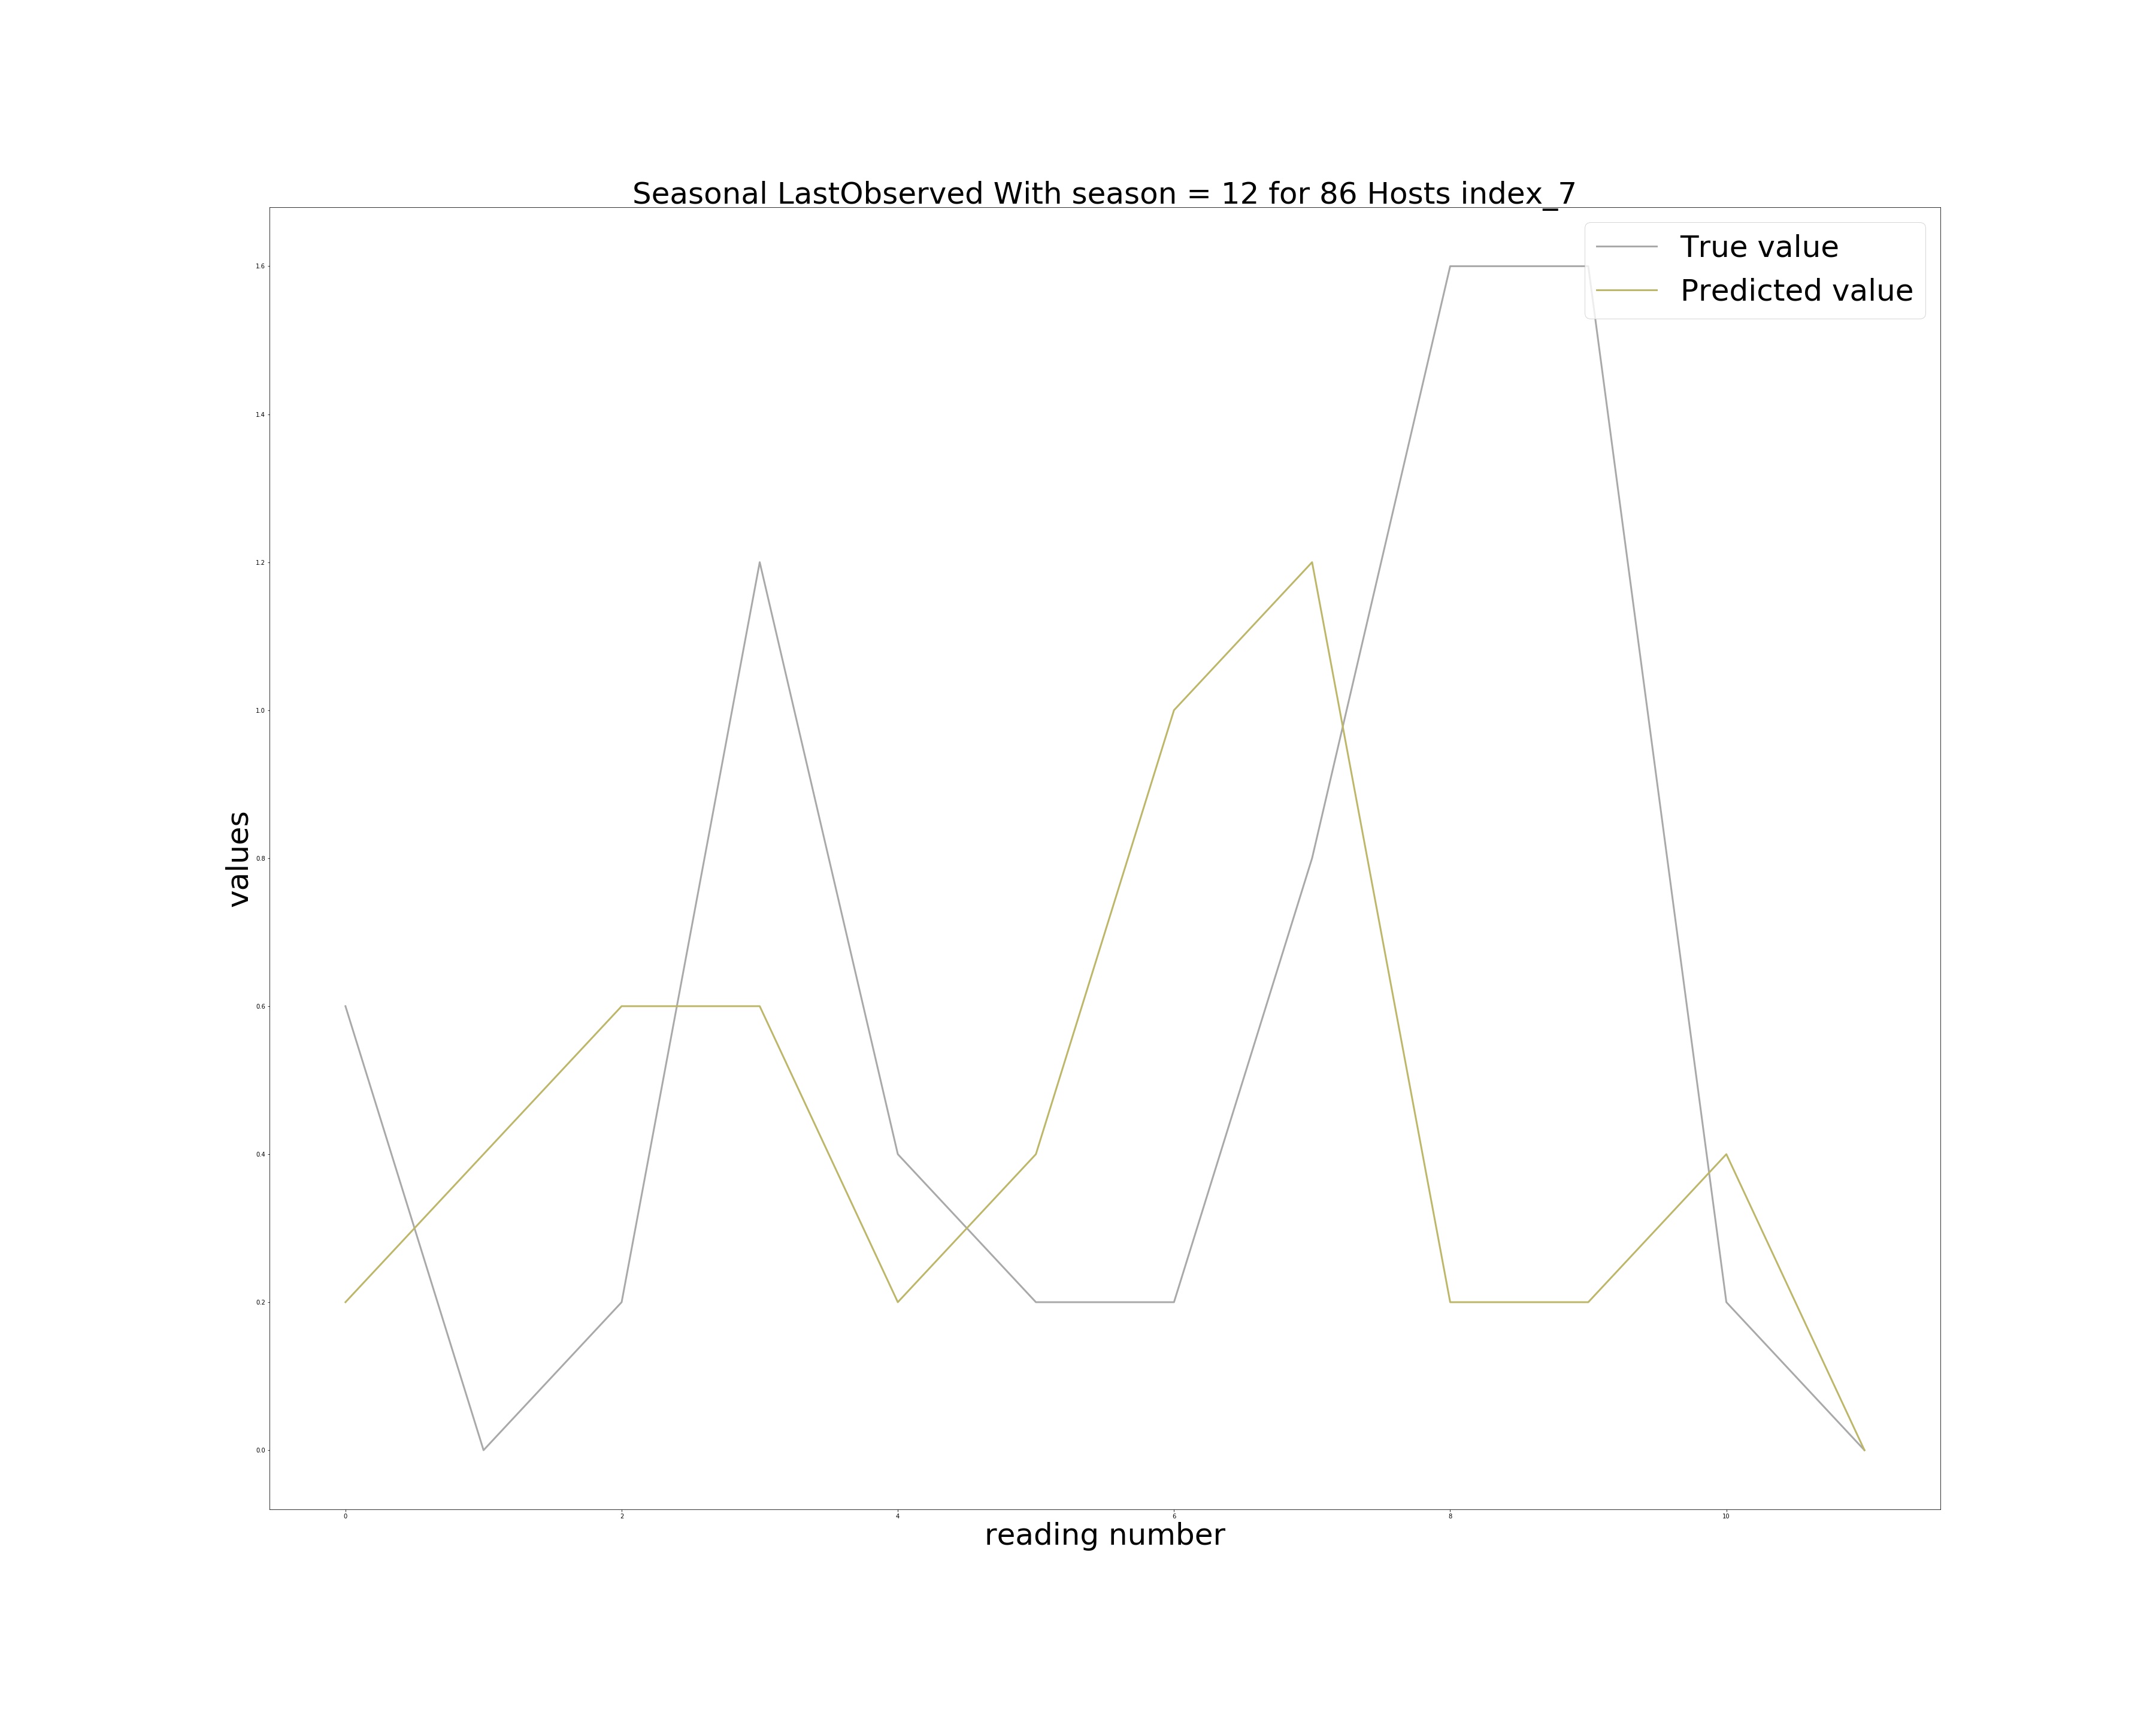 Seasonal LastObserved With season = 12 for 86 Hosts index_7
True value
Predicted value
1.6
1.4
1.2
1.0
0.8
0.6
0.4
0.2
0.0
values
0 2 4 6 8 10
reading number